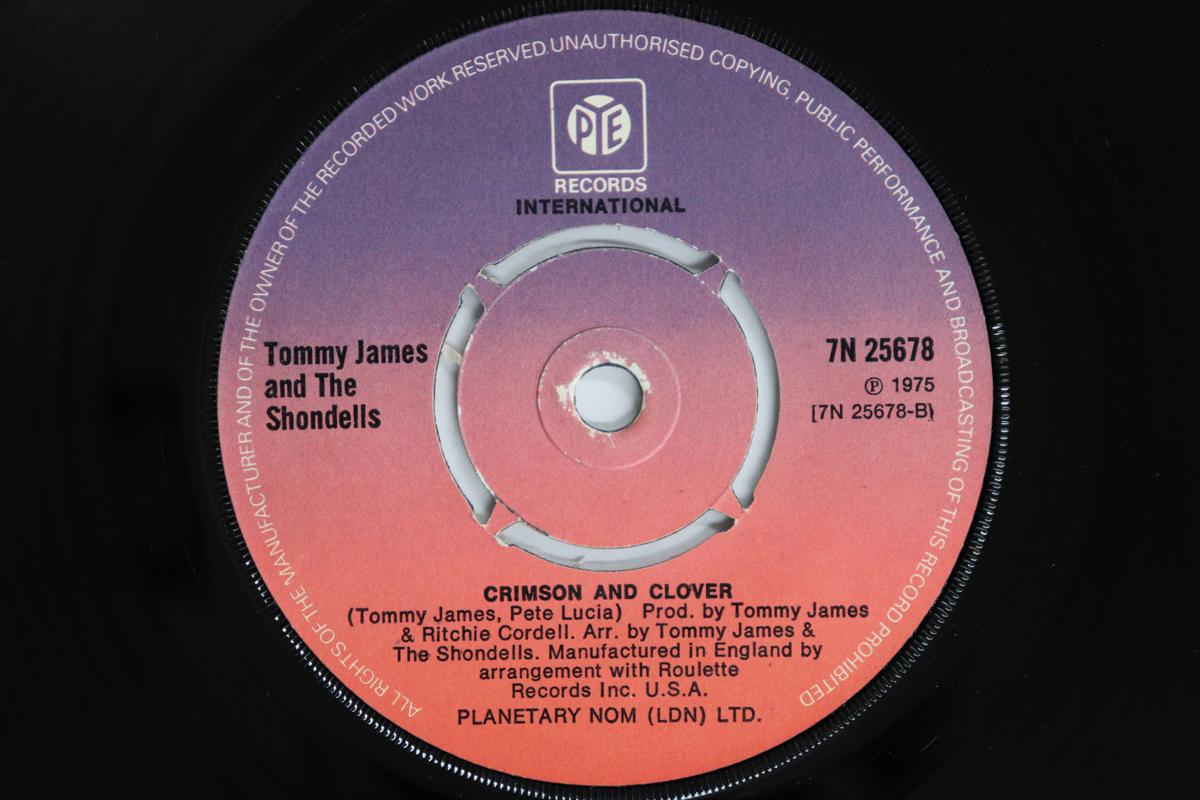 ALL RIGHTS OF THE MANUFACTURER AND OF THE OWNER OF THE RECORDED WORK RESERVED. UNAUTHORISED COPYING, PUBLIC PERFORMANCE AND BROADCASTING OF THIS RECORD PROHIBITED
PYE
RECORDS
INTERNATIONAL
Tommy James
and The
Shondells
7N 25678
℗ 1975
[7N 25678-B)
CRIMSON AND CLOVER
(Tommy James, Pete Lucia) Prod. by Tommy James
& Ritchie Cordell. Arr. by Tommy James &
The Shondells. Manufactured in England by
arrangement with Roulette
Records Inc. U.S.A.
PLANETARY NOM (LDN) LTD.